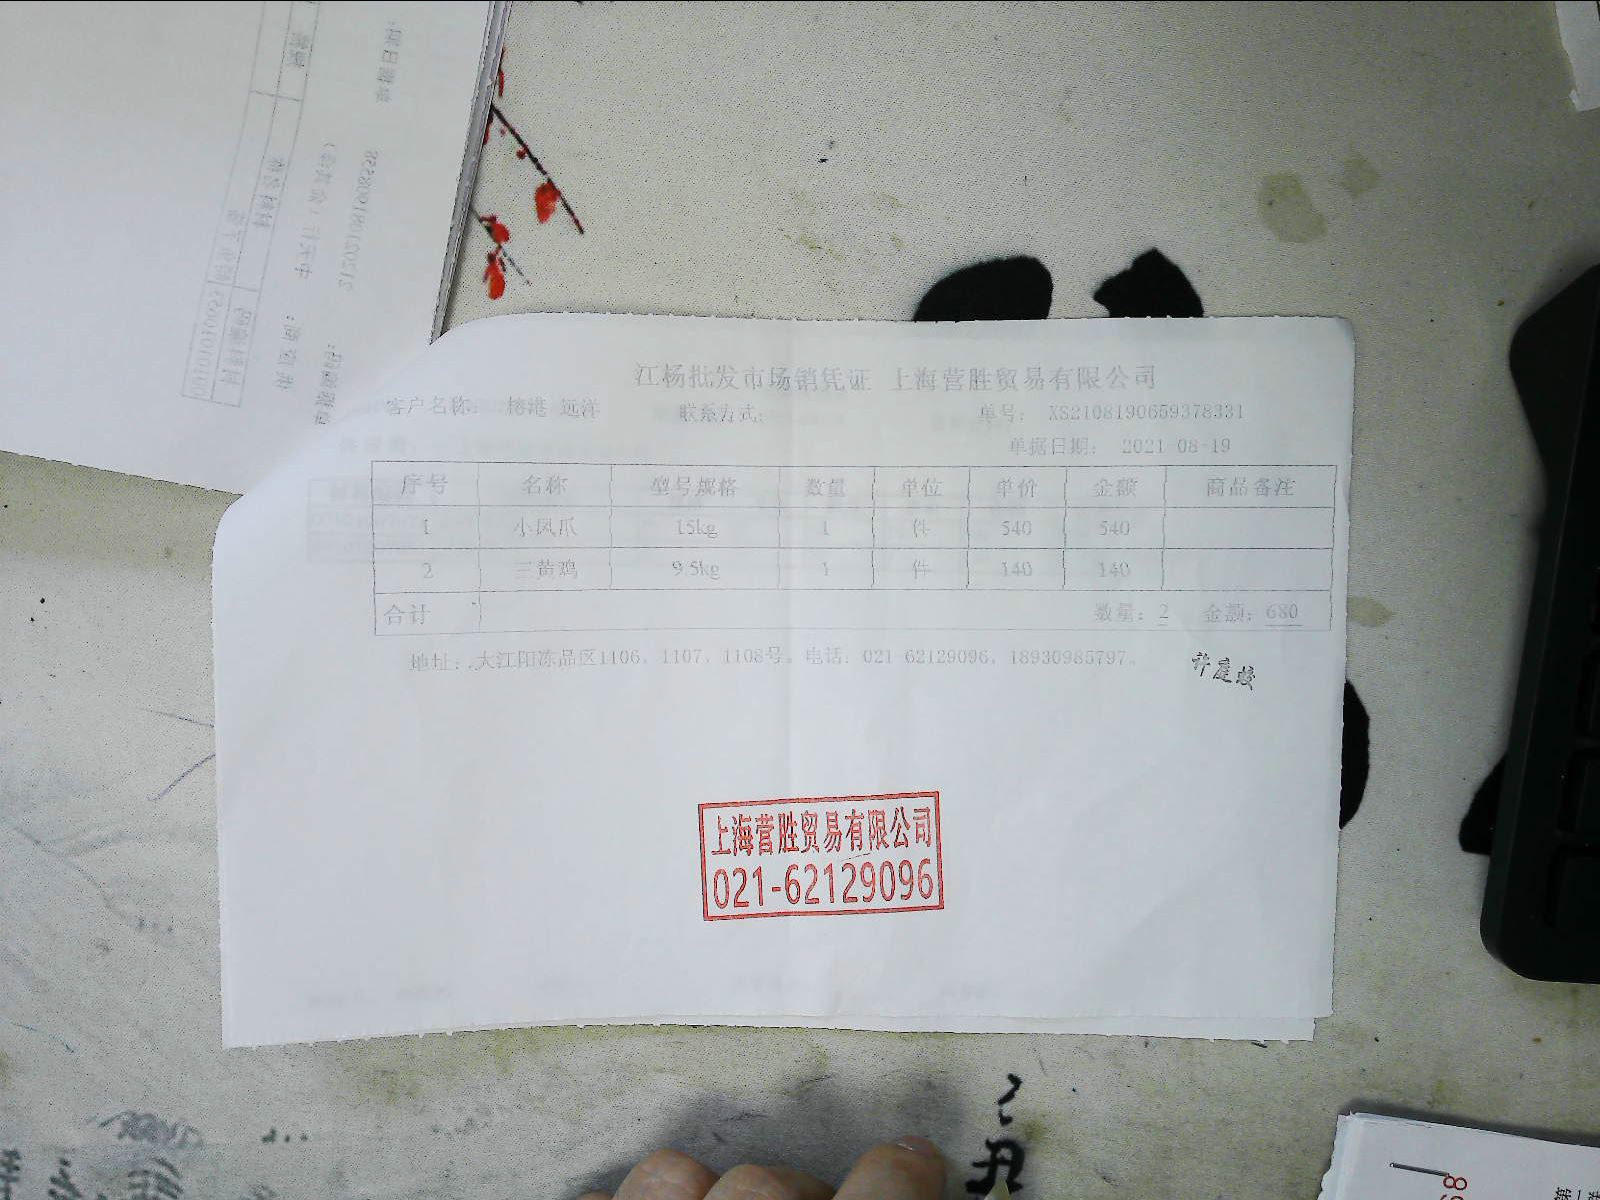 江杨批发市场销凭证 上海营胜贸易有限公司
客户名称: 榕港 远洋 联系方式: 单号: XS2108190659378331
单据日期: 2021-08-19
序号 名称 型号规格 数量 单位 单价 金额 商品备注
1 小凤爪 15kg 1 件 540 540
2 三黄鸡 9.5kg 1 件 140 140
合计 数量: 2 金额: 680
地址: 大江阳冻品区1106, 1107, 1108号。电话: 021-62129096, 18930985797。
上海营胜贸易有限公司
021-62129096